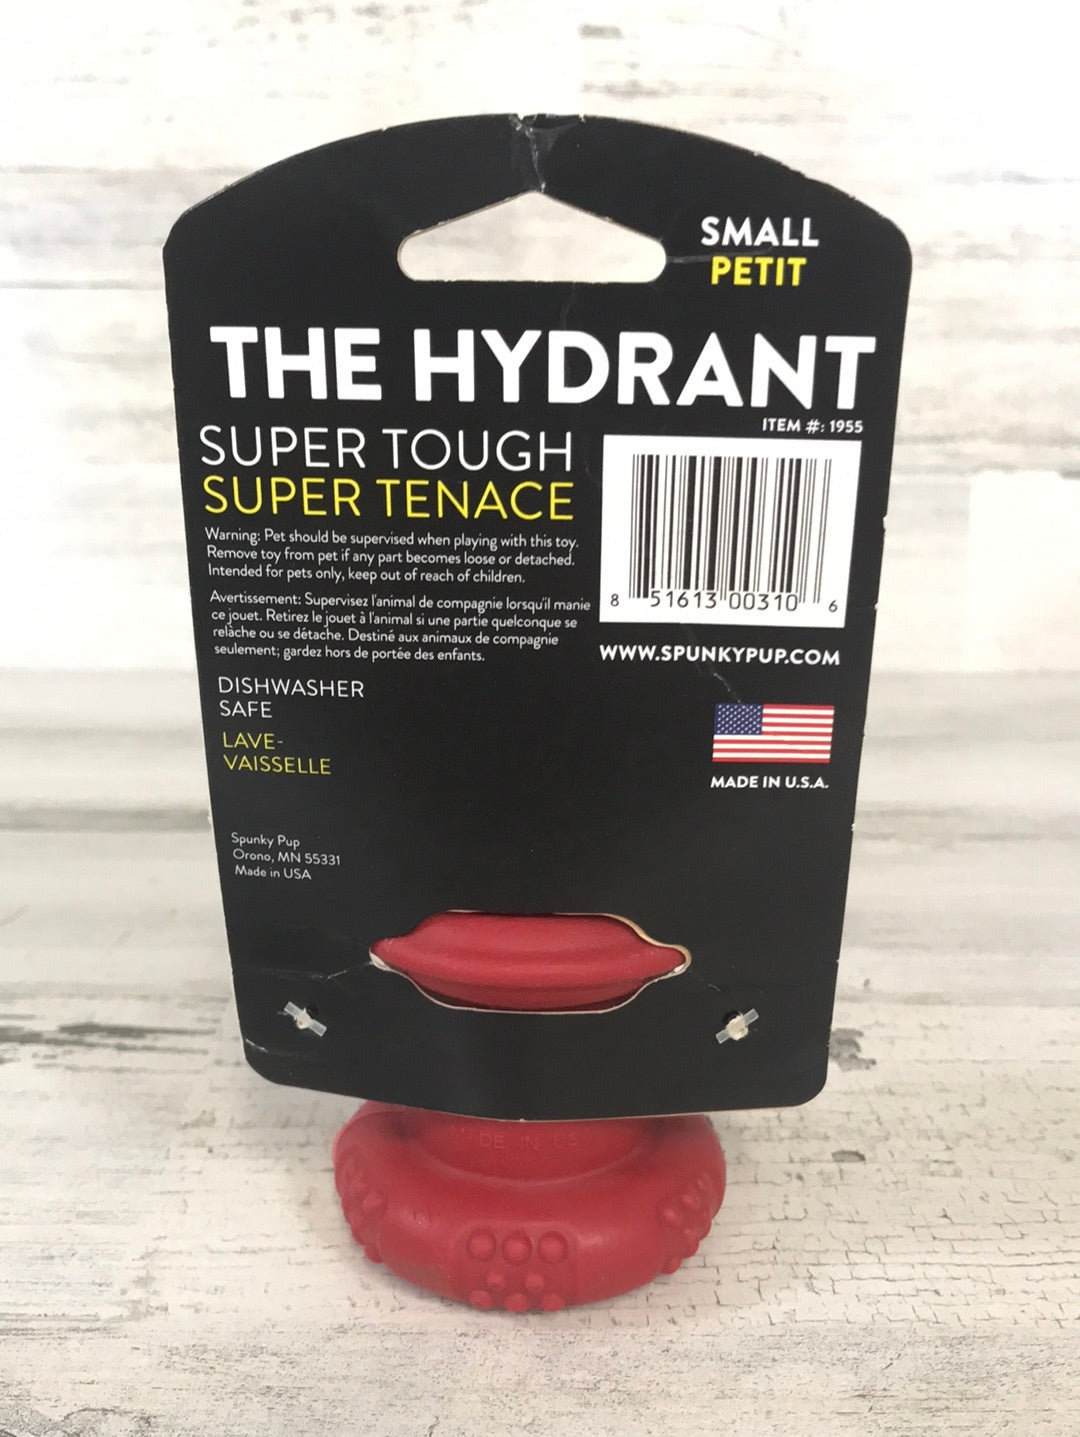 SMALL
PETIT
THE HYDRANT
ITEM #: 1955
SUPER TOUGH
SUPER TENACE
Warning: Pet should be supervised when playing with this toy.
Remove toy from pet if any part becomes loose or detached.
Intended for pets only, keep out of reach of children.
Avertissement: Supervisez l'animal de compagnie lorsqu'il manie
ce jouet. Retirez le jouet à l'animal si une partie quelconque se
relâche ou se détache. Destiné aux animaux de compagnie
seulement; gardez hors de portée des enfants.
8 51613 00310 6
WWW.SPUNKYPUP.COM
DISHWASHER
SAFE
LAVE-
VAISSELLE
MADE IN U.S.A.
Spunky Pup
Orono, MN 55331
Made in USA
MADE IN USA